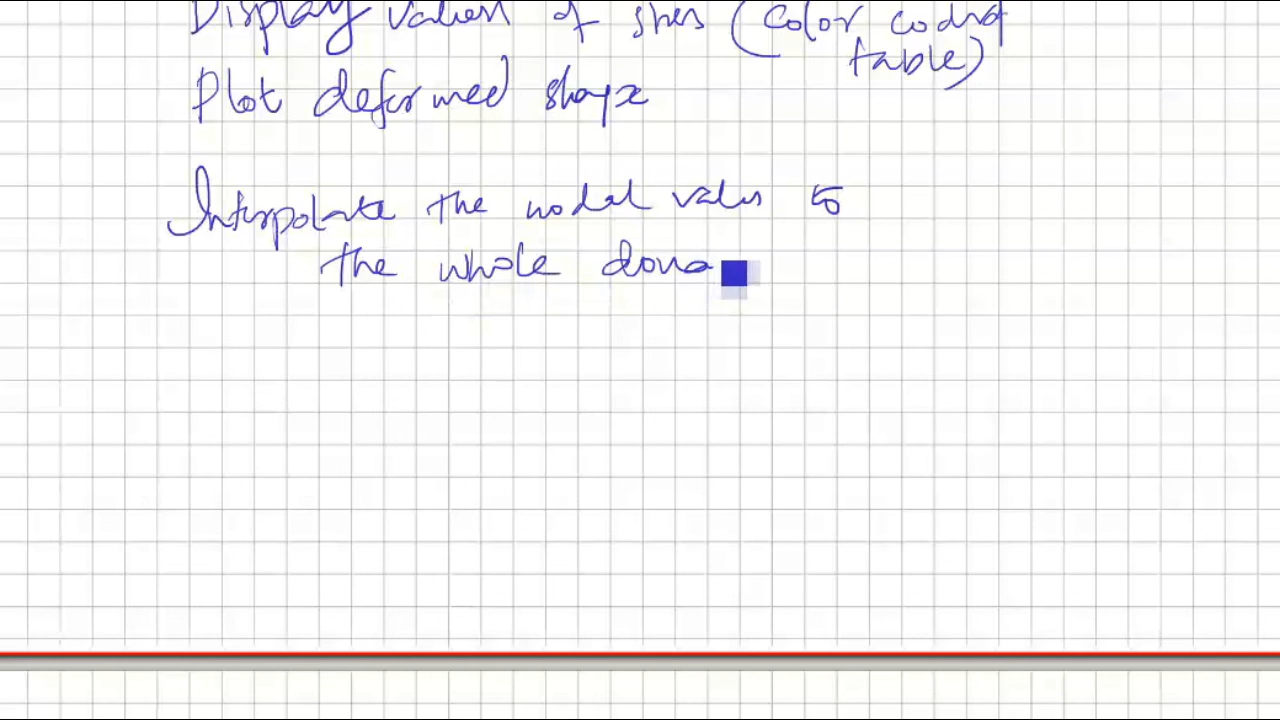 Display values of stress (color coded
table)
Plot deformed shape
Interpolate the nodal values to
the whole doma